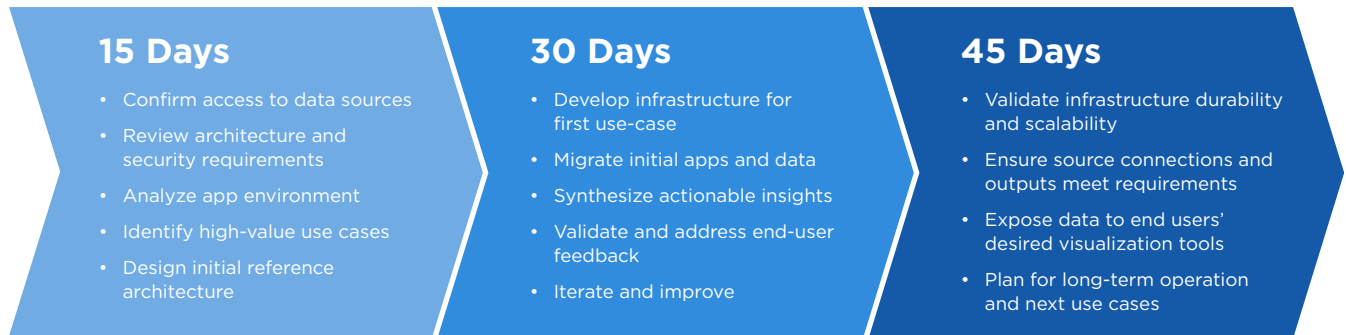 15 Days
• Confirm access to data sources
• Review architecture and
security requirements
• Analyze app environment
• Identify high-value use cases
• Design initial reference
architecture
30 Days
• Develop infrastructure for
first use-case
• Migrate initial apps and data
• Synthesize actionable insights
• Validate and address end-user
feedback
• Iterate and improve
45 Days
• Validate infrastructure durability
and scalability
• Ensure source connections and
outputs meet requirements
• Expose data to end users’
desired visualization tools
• Plan for long-term operation
and next use cases